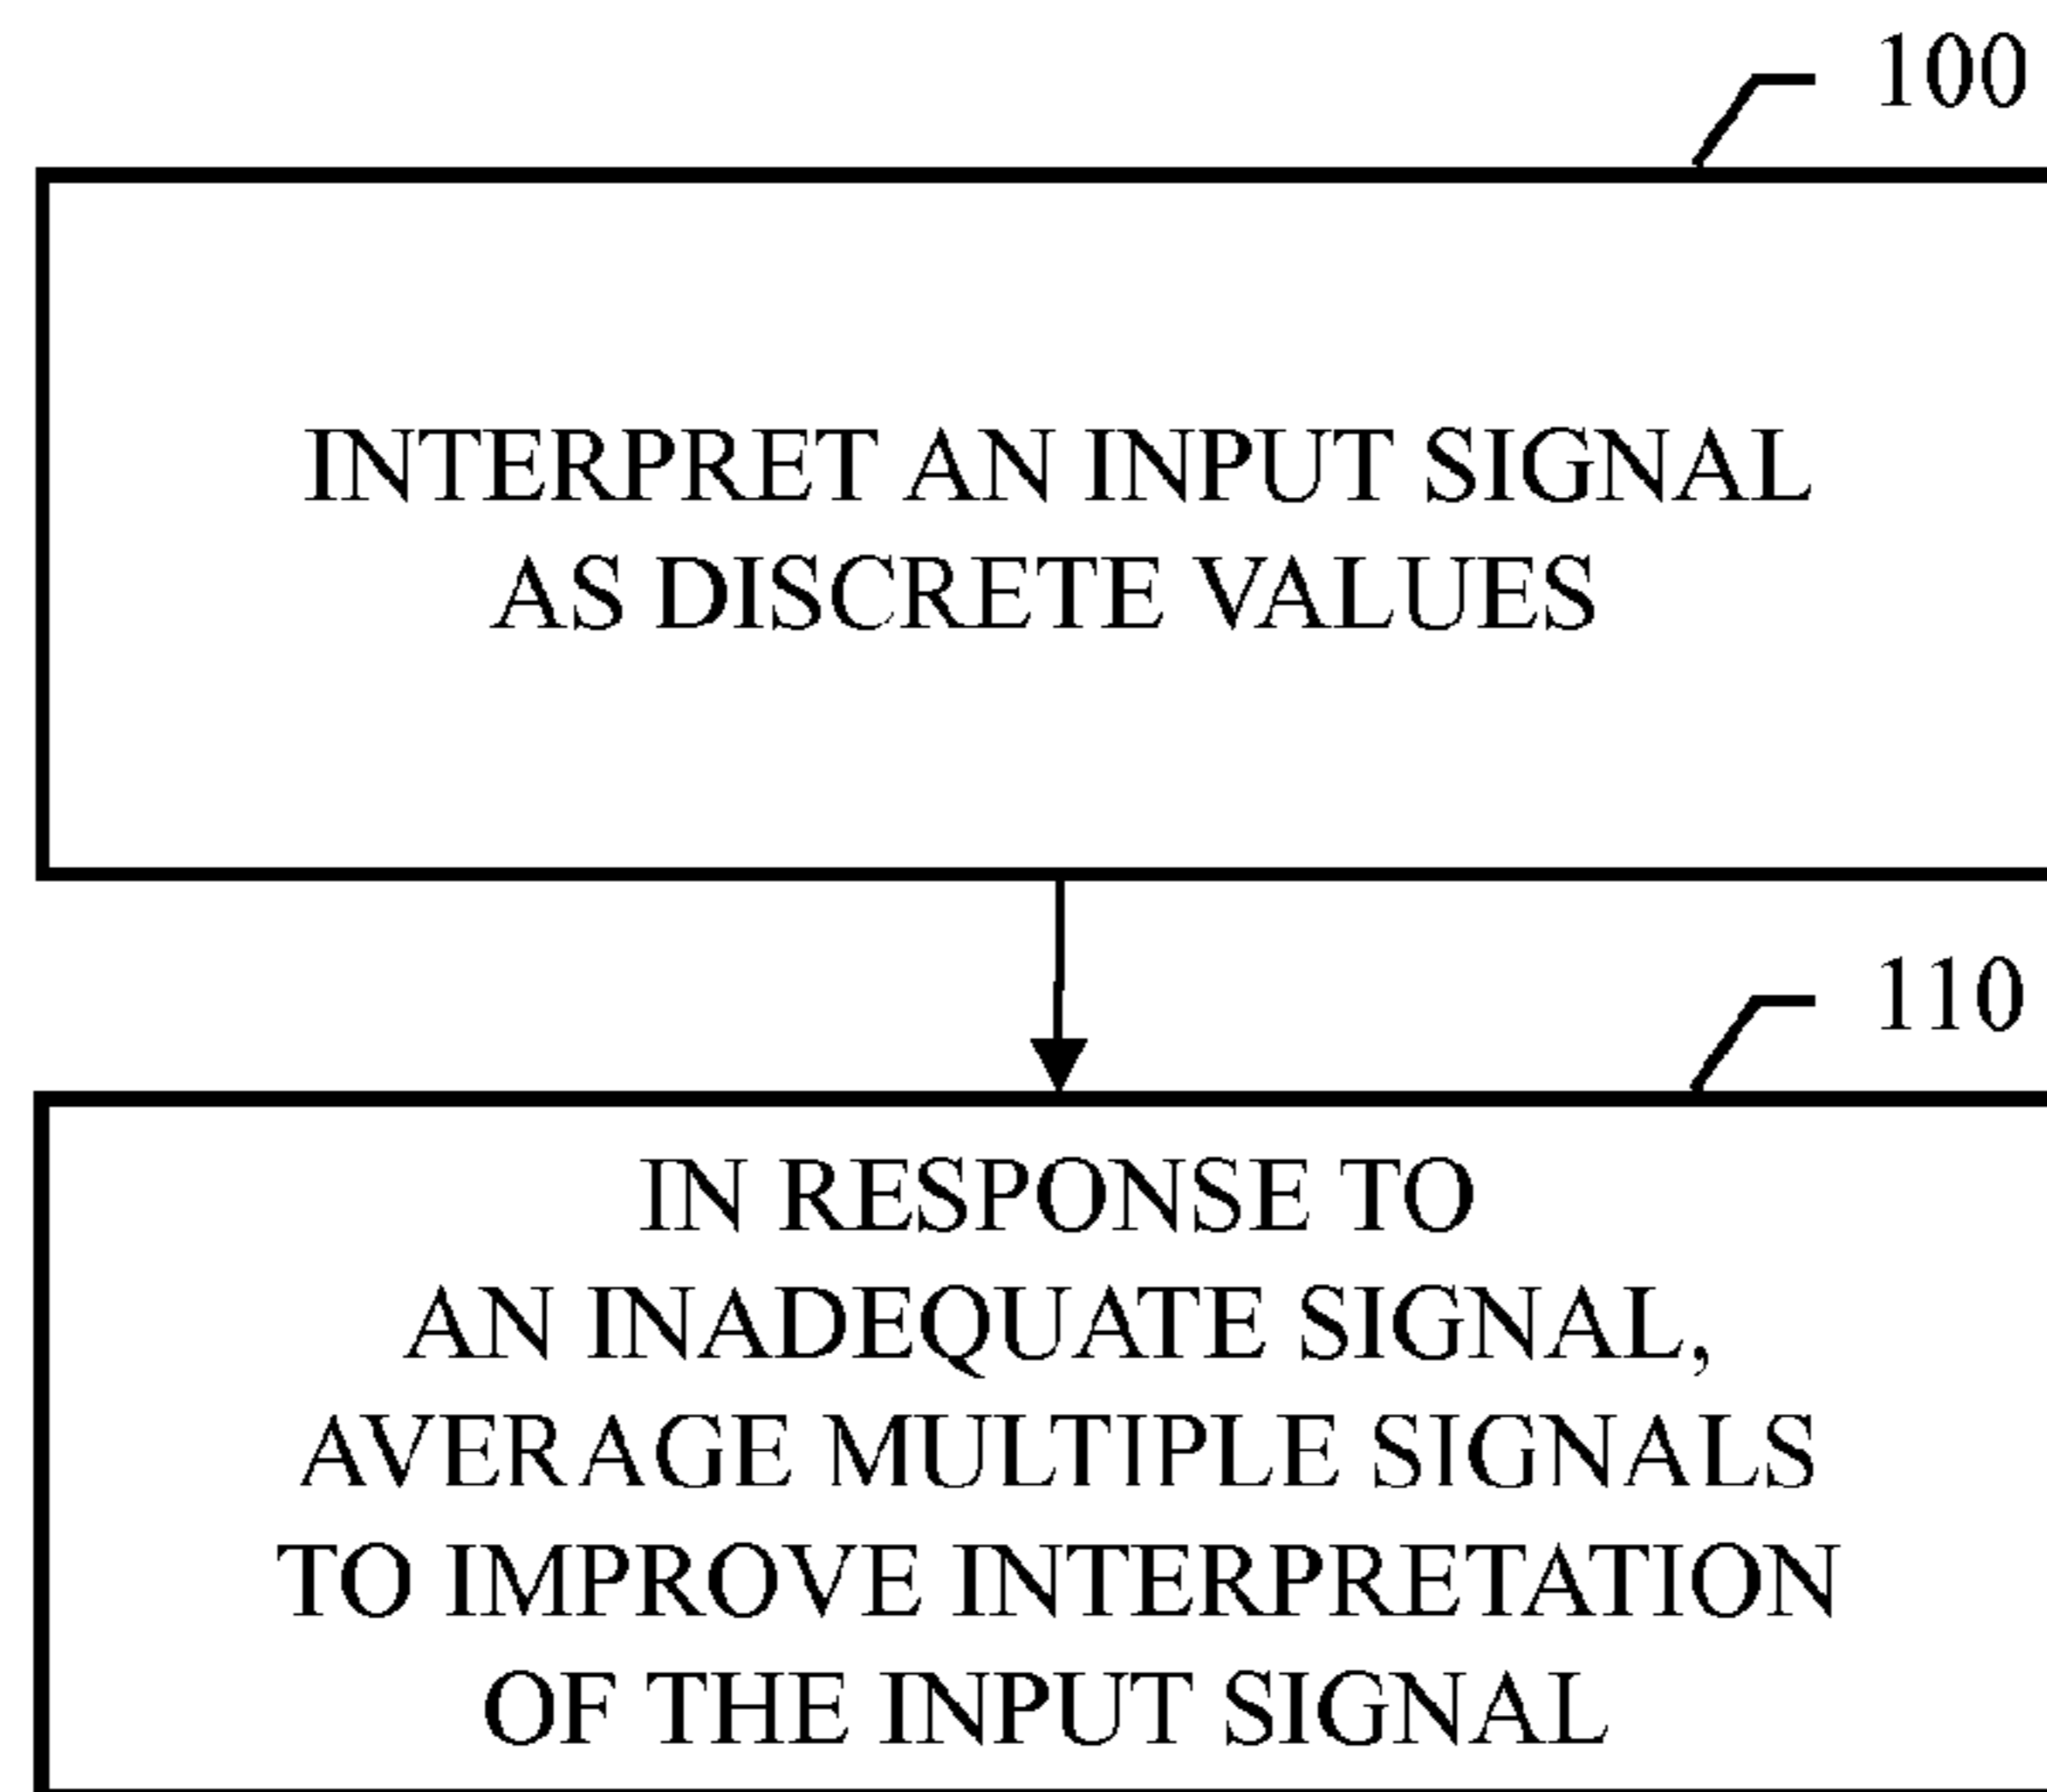 100
INTERPRET AN INPUT SIGNAL
AS DISCRETE VALUES
110
IN RESPONSE TO
AN INADEQUATE SIGNAL,
AVERAGE MULTIPLE SIGNALS
TO IMPROVE INTERPRETATION
OF THE INPUT SIGNAL